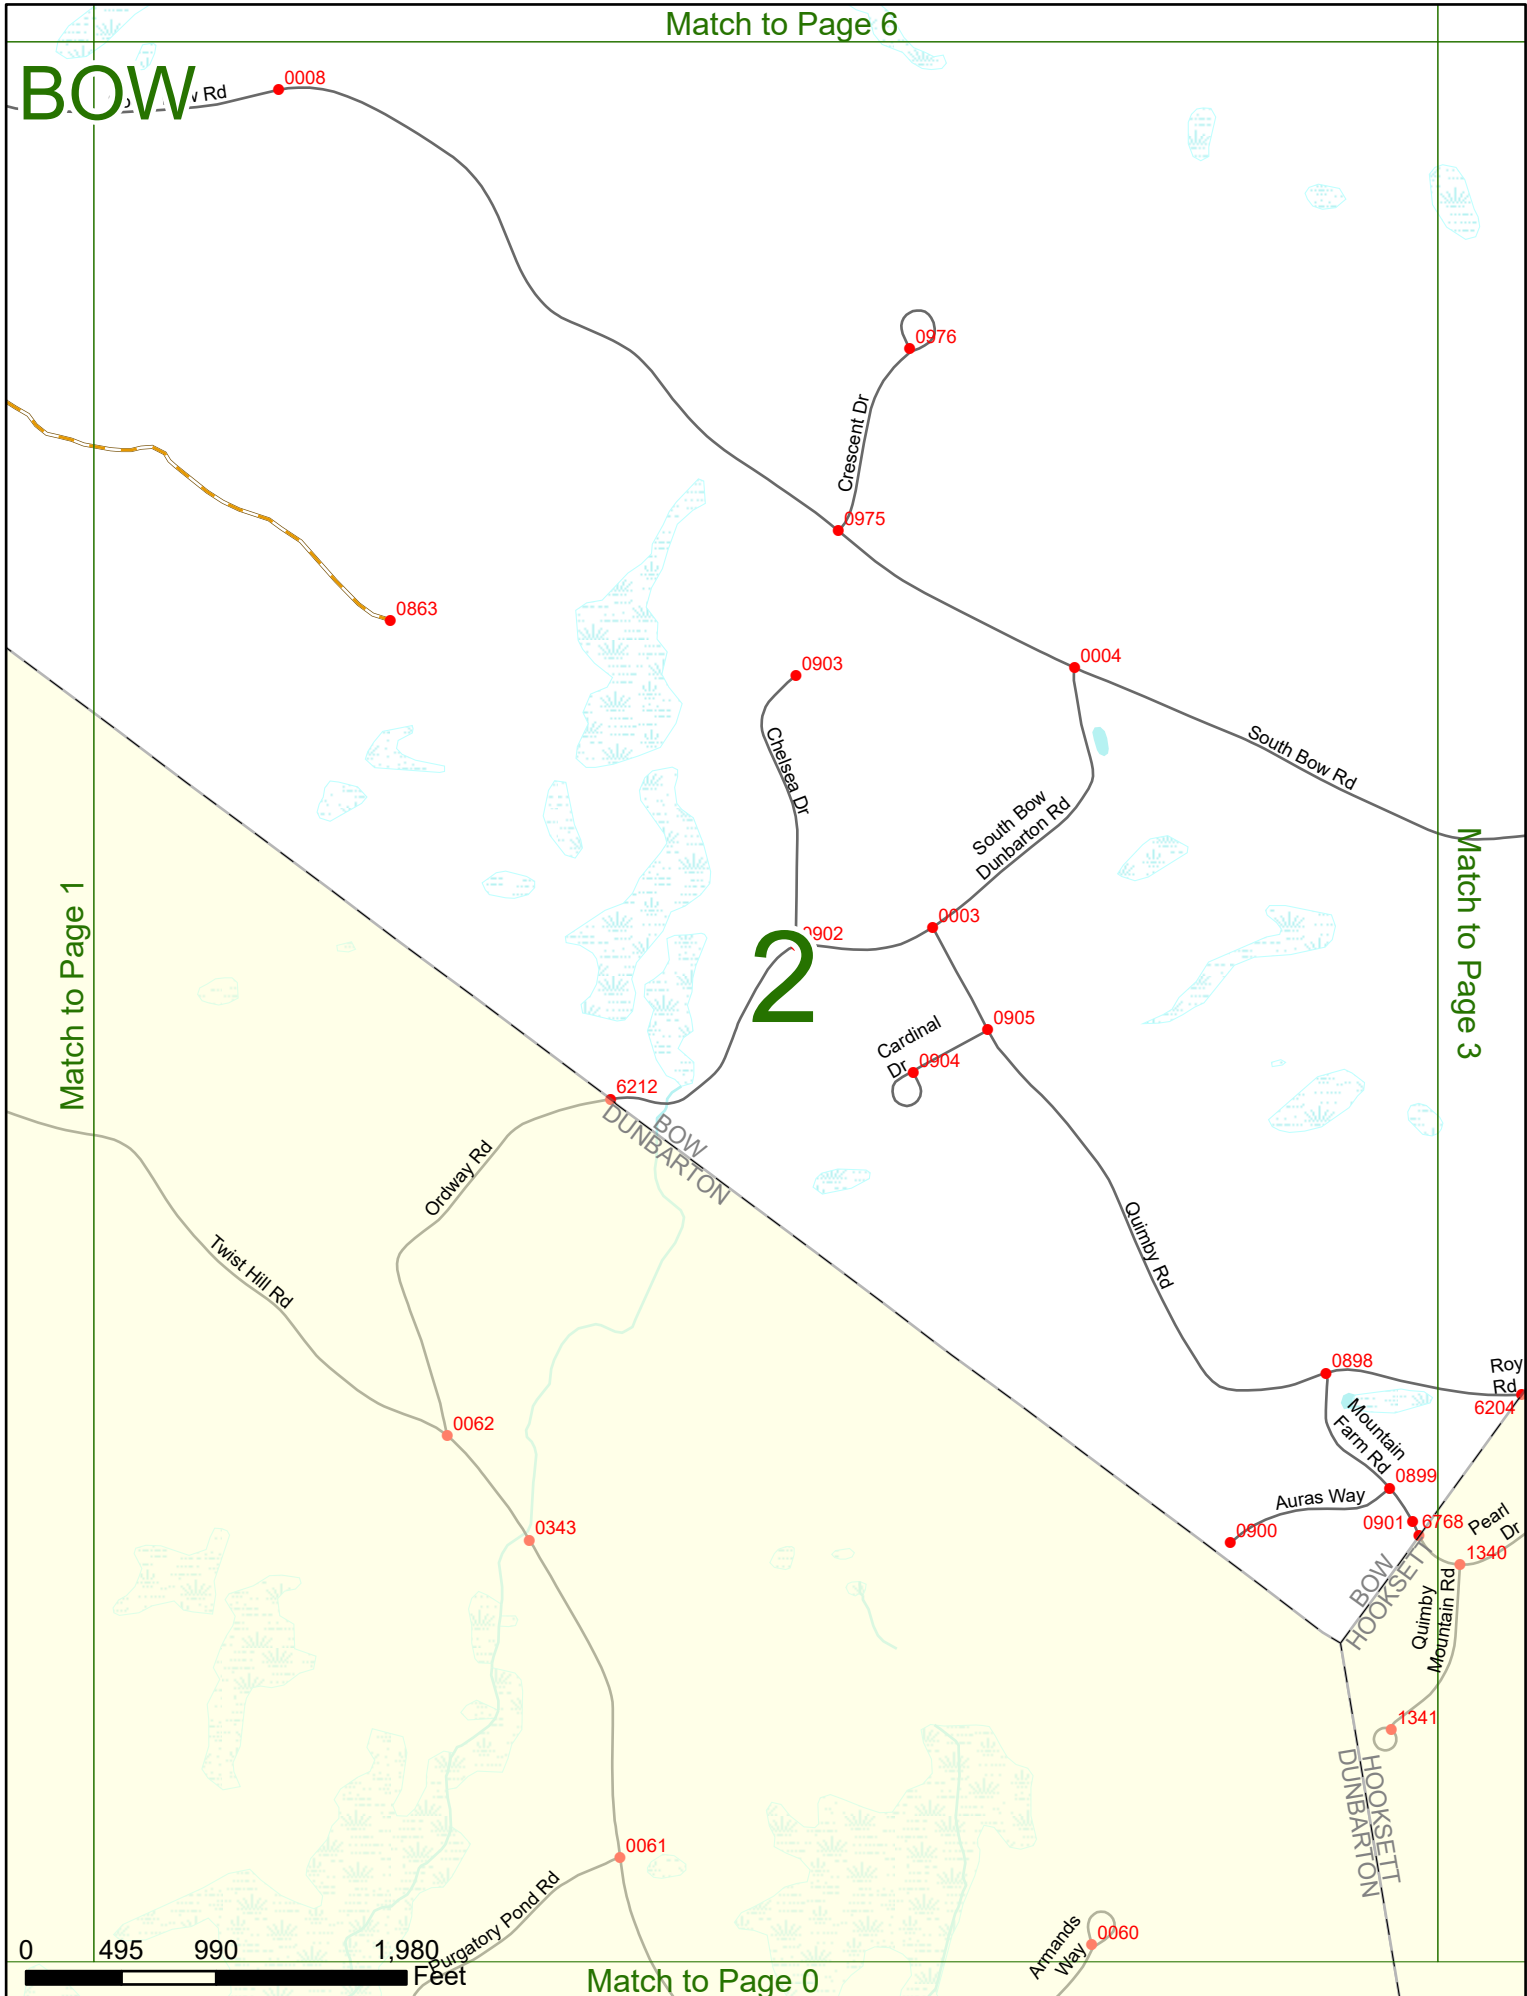 Match to Page 6
BOW
Rd
0008
0976
Crescent Dr
0975
0863
0903
0004
Chelsea Dr
South Bow Rd
South Bow
Dunbarton Rd
Match to Page 1
Match to Page 3
0003
0902
2
0905
Cardinal
Dr
0904
6212
BOW
DUNBARTON
Ordway Rd
Twist Hill Rd
Quimby Rd
0898
Roy
Rd
6204
Mountain
Farm Rd
0062
0899
Auras Way
0901
6768
Pearl
Dr
0343
0900
1340
BOW
HOOKSETT
Quimby
Mountain Rd
1341
HOOKSETT
DUNBARTON
0061
Purgatory Pond Rd
Armands
Way
0060
0 495 990 1,980
Feet
Match to Page 0